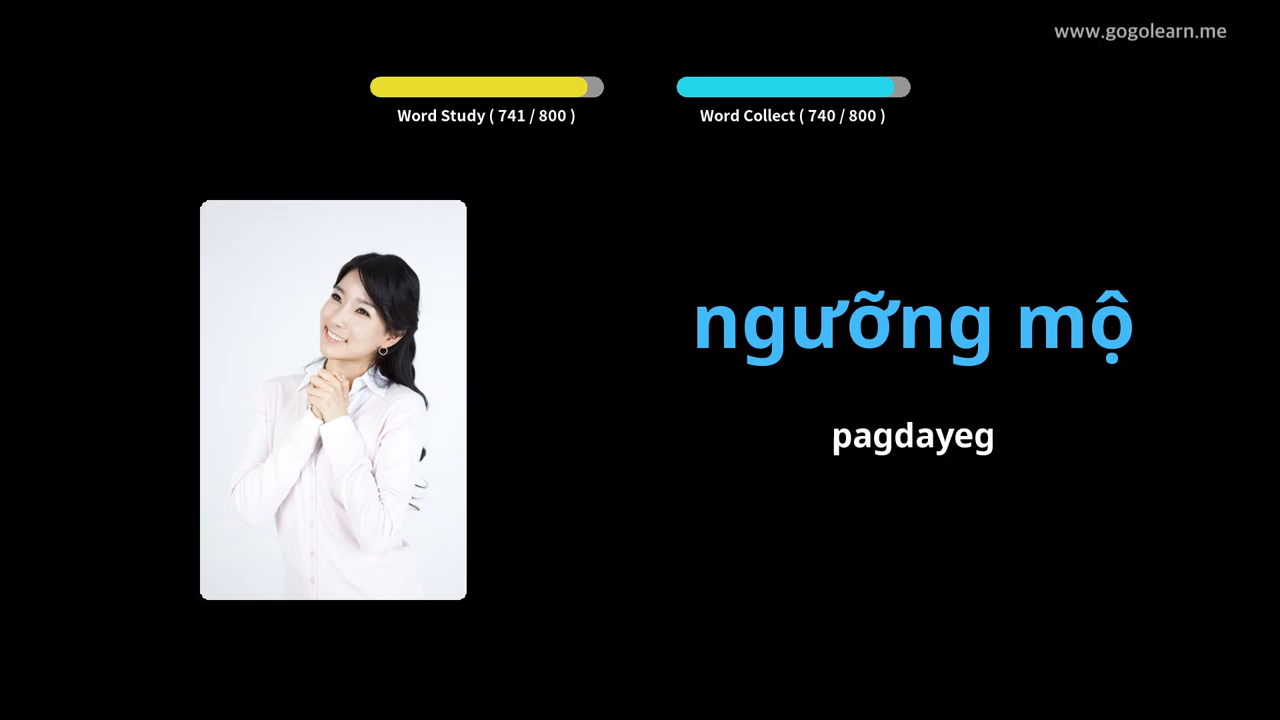 www.gogolearn.me
Word Study ( 741 / 800 )
Word Collect ( 740 / 800 )
ngưỡng mộ
pagdayeg